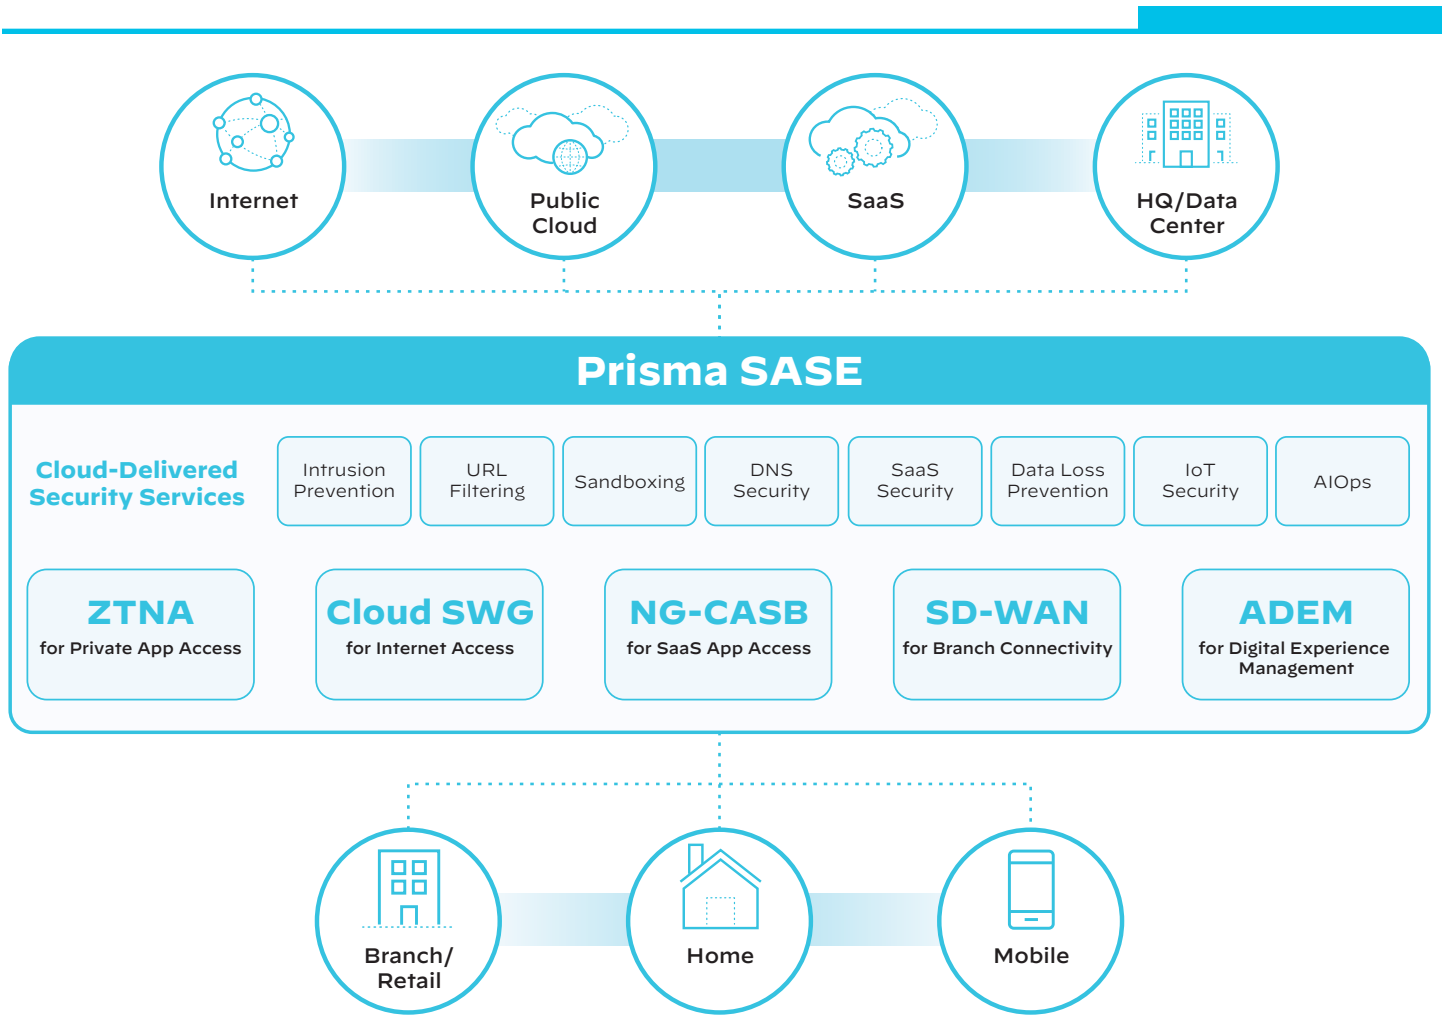 Internet
Public
Cloud
SaaS
HQ/Data
Center
Prisma SASE
Cloud-Delivered
Security Services
Intrusion
Prevention
URL
Filtering
Sandboxing
DNS
Security
SaaS
Security
Data Loss
Prevention
IoT
Security
AIOps
ZTNA
for Private App Access
Cloud SWG
for Internet Access
NG-CASB
for SaaS App Access
SD-WAN
for Branch Connectivity
ADEM
for Digital Experience
Management
Branch/
Retail
Home
Mobile